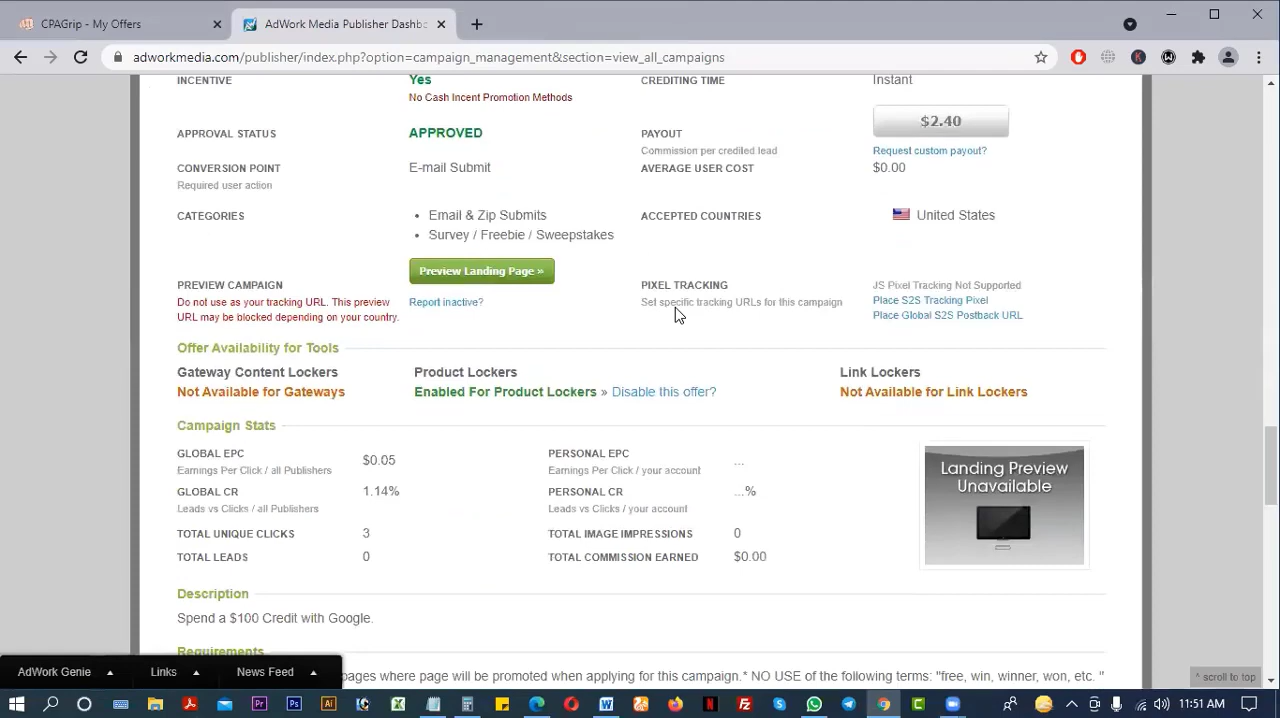 CPAGrip - My Offers
AdWork Media Publisher Dashbo
adworkmedia.com/publisher/index.php?option=campaign_management&section=view_all_campaigns
INCENTIVE
Yes
No Cash Incent Promotion Methods
CREDITING TIME
Instant
APPROVAL STATUS
APPROVED
PAYOUT
Commission per credited lead
$2.40
Request custom payout?
CONVERSION POINT
Required user action
E-mail Submit
AVERAGE USER COST
$0.00
CATEGORIES
• Email & Zip Submits
• Survey / Freebie / Sweepstakes
ACCEPTED COUNTRIES
United States
PREVIEW CAMPAIGN
Do not use as your tracking URL. This preview
URL may be blocked depending on your country.
Preview Landing Page »
Report inactive?
PIXEL TRACKING
Set specific tracking URLs for this campaign
JS Pixel Tracking Not Supported
Place S2S Tracking Pixel
Place Global S2S Postback URL
Offer Availability for Tools
Gateway Content Lockers
Not Available for Gateways
Product Lockers
Enabled For Product Lockers » Disable this offer?
Link Lockers
Not Available for Link Lockers
Campaign Stats
GLOBAL EPC
Earnings Per Click / all Publishers
$0.05
PERSONAL EPC
Earnings Per Click / your account
...
GLOBAL CR
Leads vs Clicks / all Publishers
1.14%
PERSONAL CR
Leads vs Clicks / your account
...%
TOTAL UNIQUE CLICKS
3
TOTAL IMAGE IMPRESSIONS
0
TOTAL LEADS
0
TOTAL COMMISSION EARNED
$0.00
Landing Preview
Unavailable
Description
Spend a $100 Credit with Google.
Requirements
pages where page will be promoted when applying for this campaign.* NO USE of the following terms: "free, win, winner, won, etc. "
AdWork Genie
Links
News Feed
^ scroll to top
11:51 AM